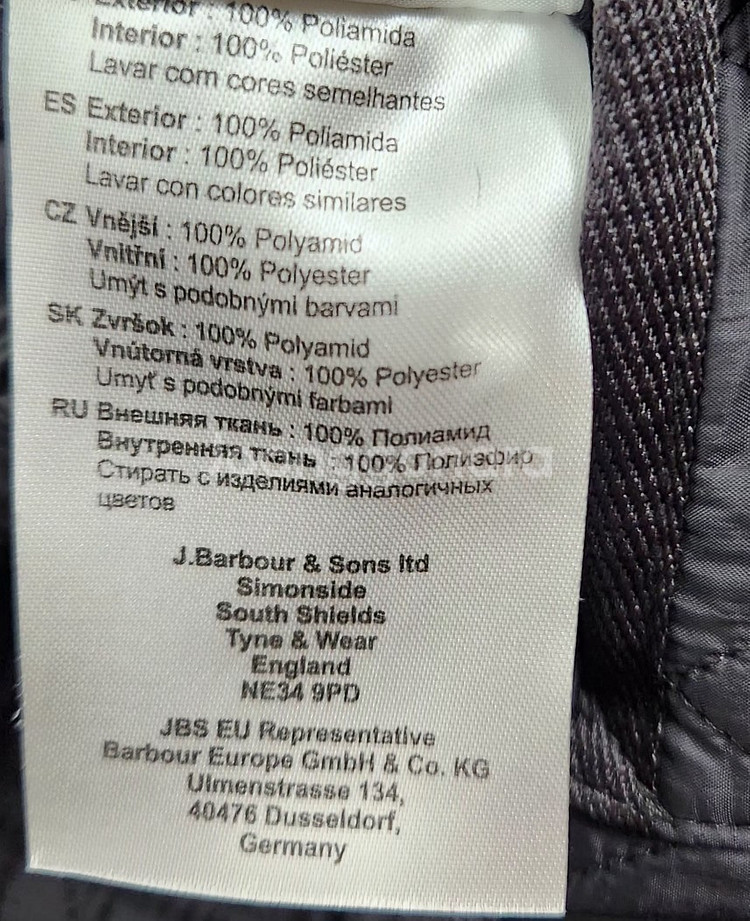 Exterior : 100% Poliamida
Interior : 100% Poliéster
Lavar com cores semelhantes
ES Exterior : 100% Poliamida
Interior : 100% Poliéster
Lavar con colores similares
CZ Vnější : 100% Polyamid
Vnitřní : 100% Polyester
Umýt s podobnými barvami
SK Zvršok : 100% Polyamid
Vnútorná vrstva : 100% Polyester
Umyť s podobnými farbami
RU Внешняя ткань : 100% Полиамид
Внутренняя ткань : 100% Полиэфир
Стирать с изделиями аналогичных
цветов
J.Barbour & Sons ltd
Simonside
South Shields
Tyne & Wear
England
NE34 9PD
JBS EU Representative
Barbour Europe GmbH & Co. KG
Ulmenstrasse 134,
40476 Dusseldorf,
Germany